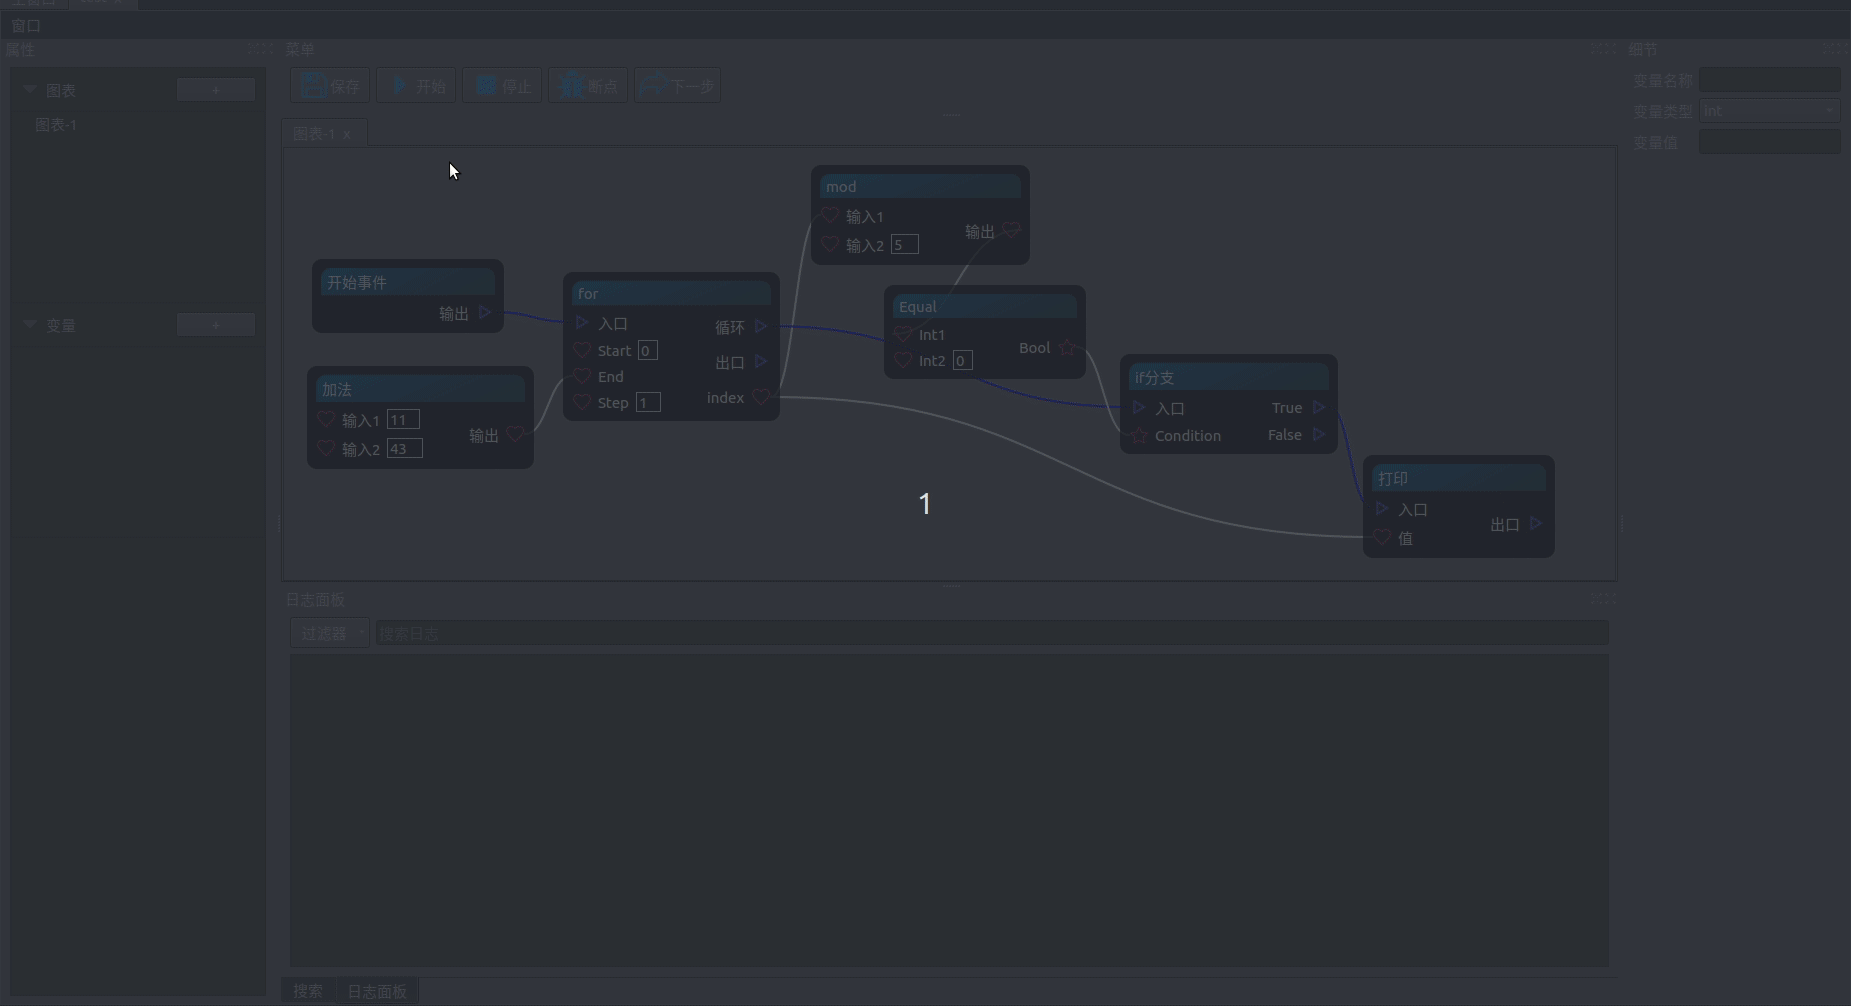 窗口
属性
图表
+
图表-1
变量
+
菜单
保存
开始
停止
断点
下一步
图表-1 x
开始事件
输出
加法
输入1 11
输入2 43
输出
for
入口
Start 0
End
Step 1
循环
出口
index
mod
输入1
输入2 5
输出
Equal
Int1
Int2 0
Bool
if分支
入口
Condition
True
False
打印
入口
值
出口
1
日志面板
过滤器
搜索日志
搜索
日志面板
细节
变量名称
变量类型 int
变量值